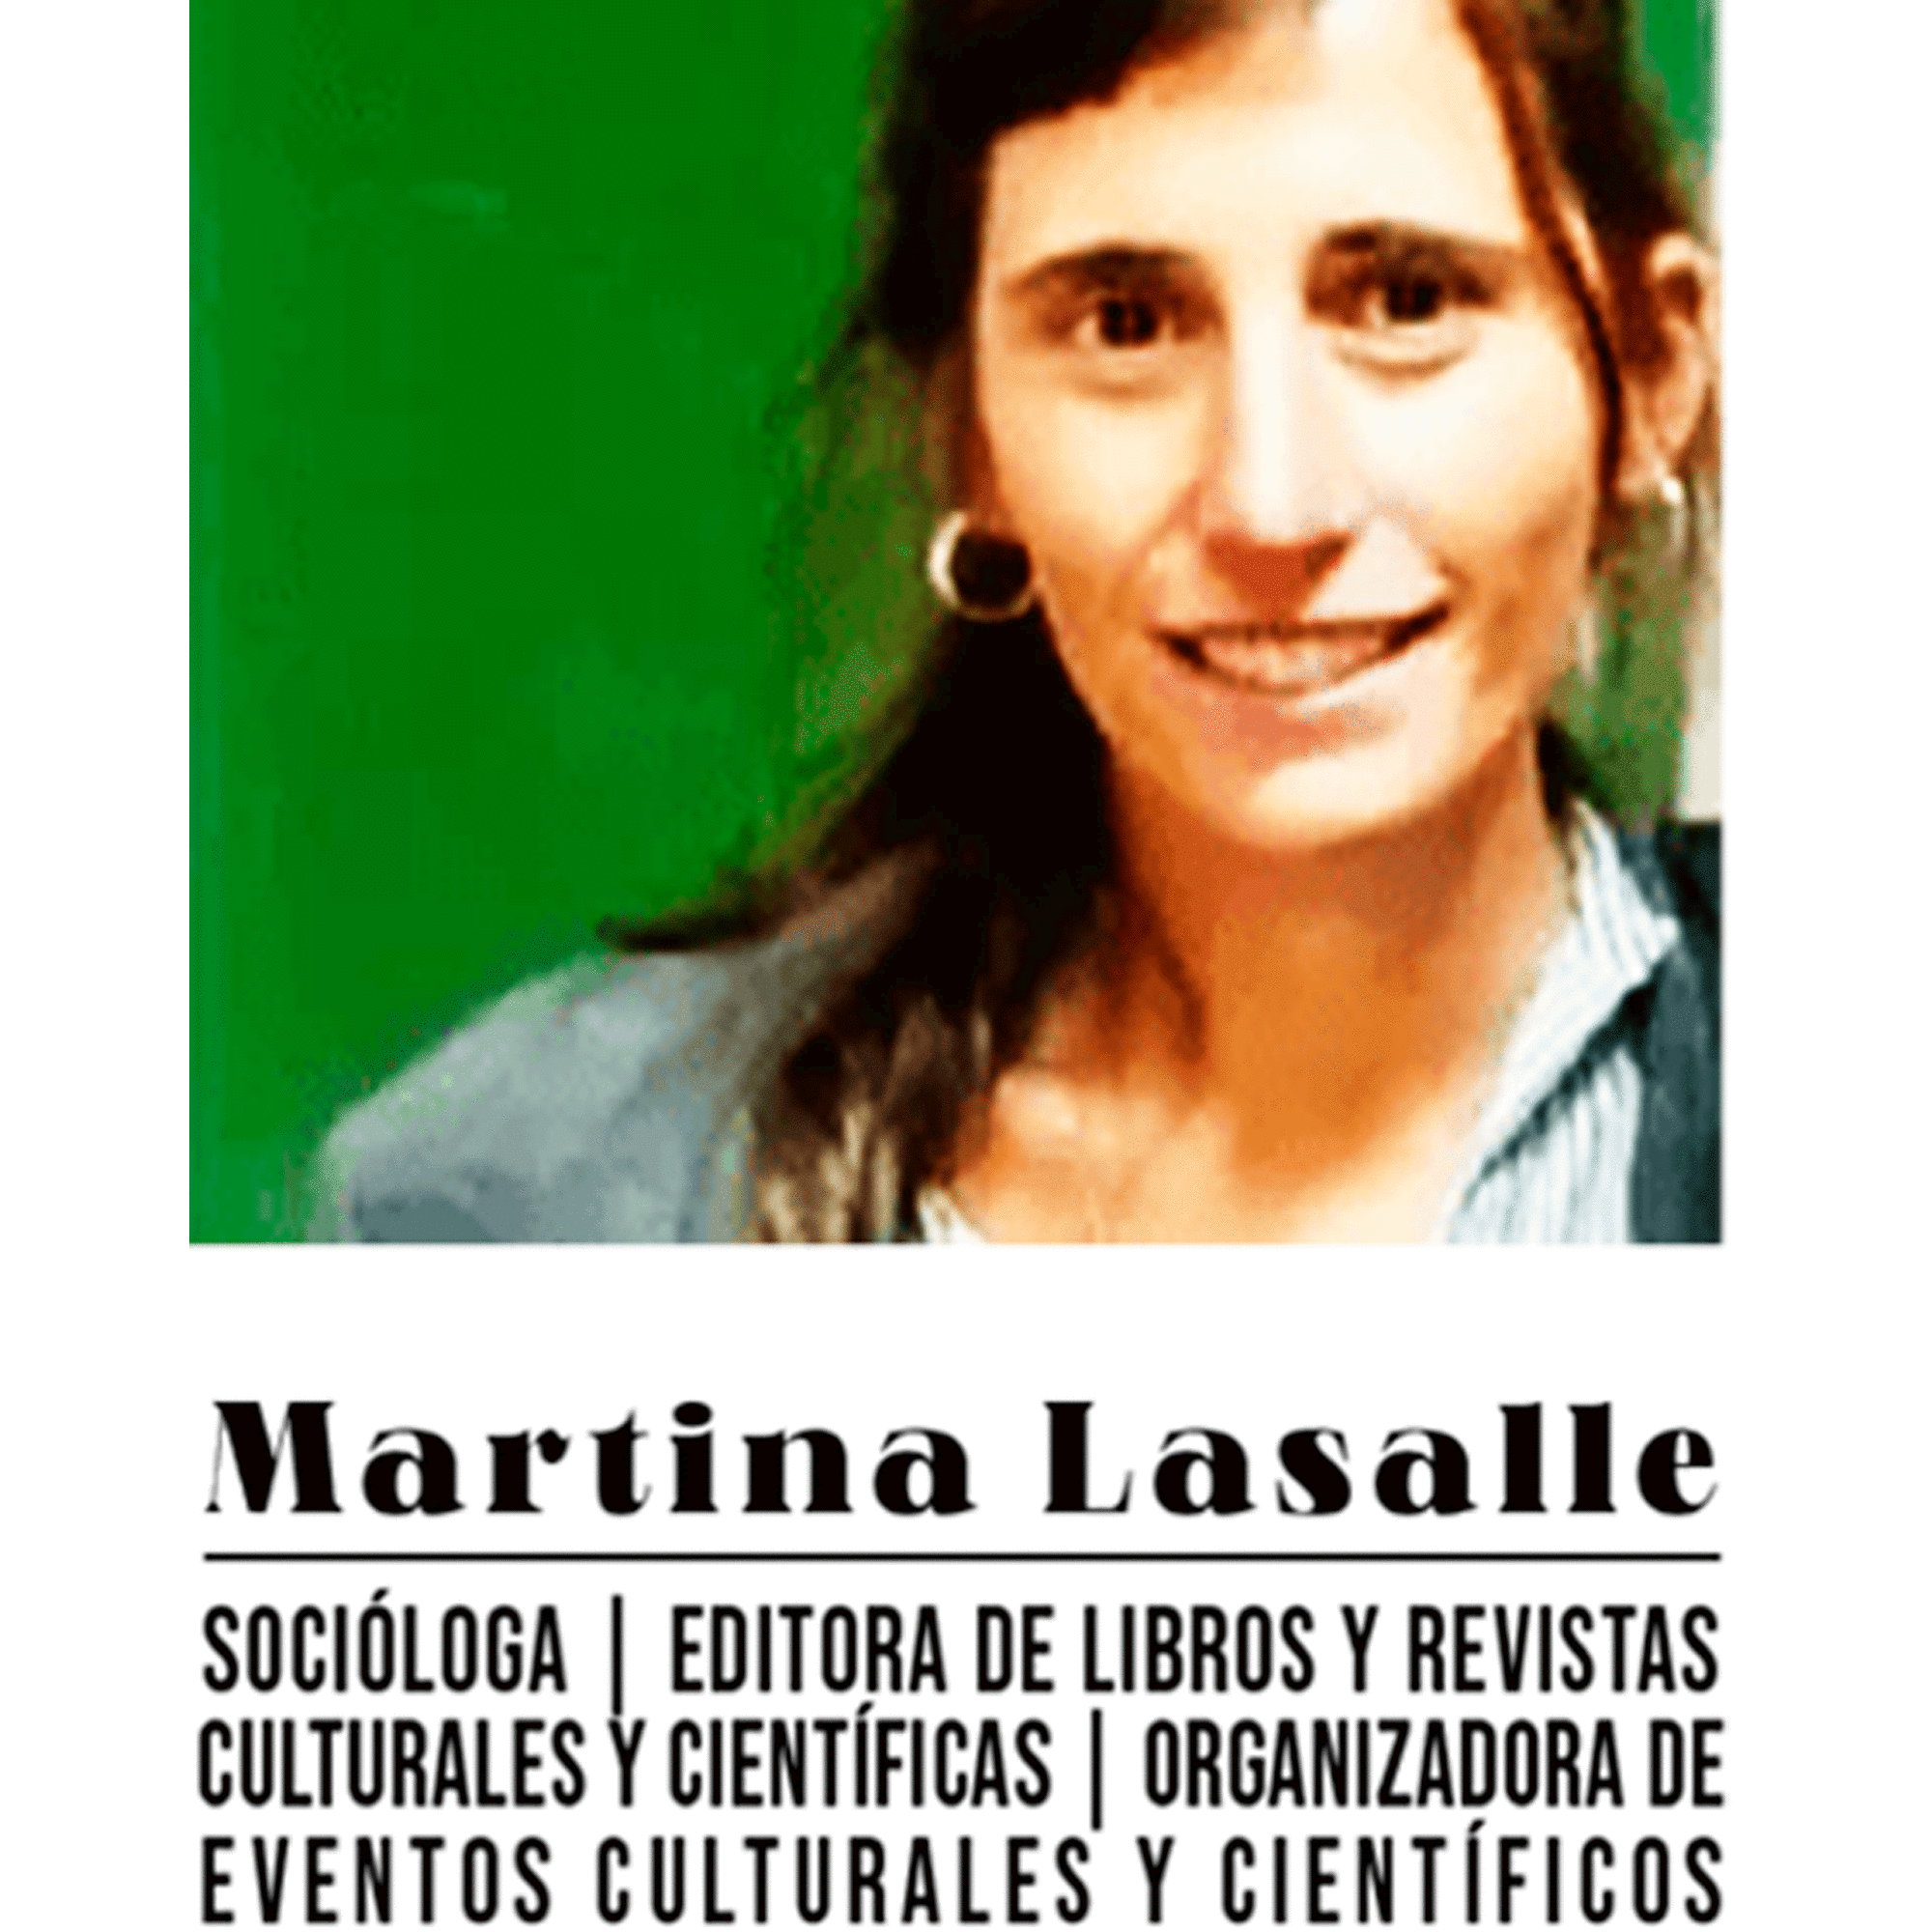 Martina Lasalle
SOCIÓLOGA | EDITORA DE LIBROS Y REVISTAS
CULTURALES Y CIENTÍFICAS | ORGANIZADORA DE
EVENTOS CULTURALES Y CIENTÍFICOS